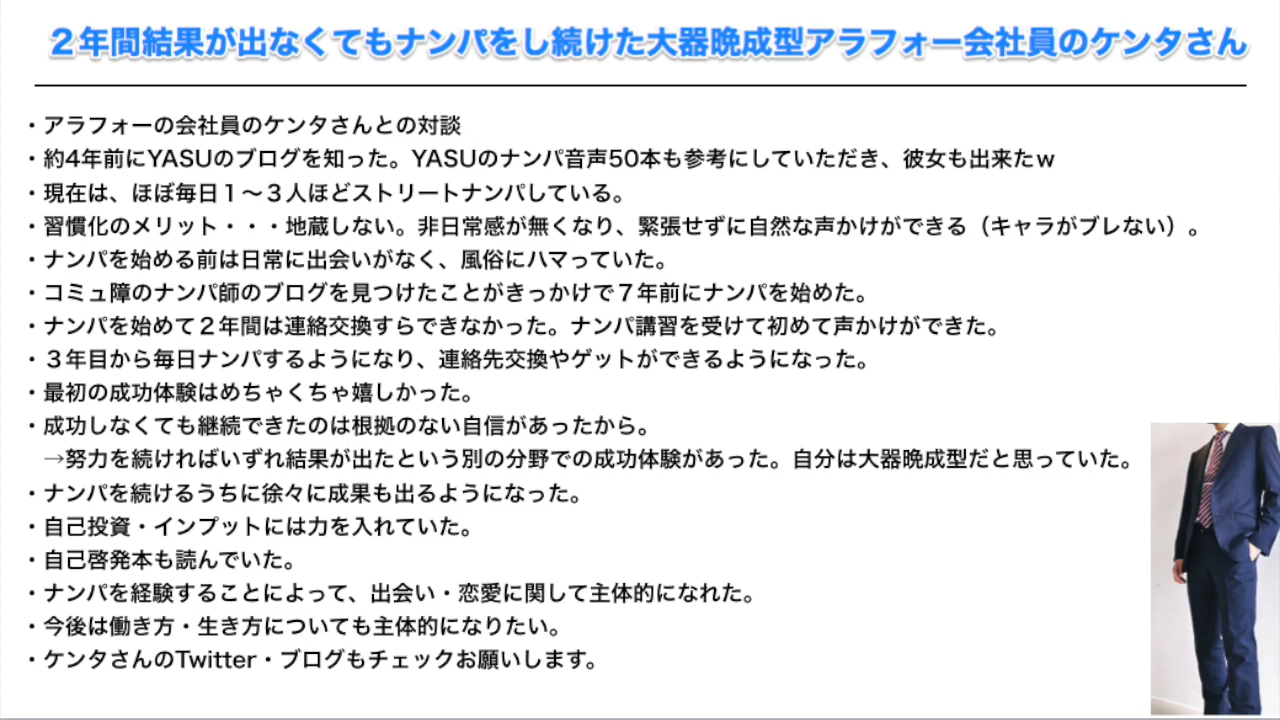 ２年間結果が出なくてもナンパをし続けた大器晩成型アラフォー会社員のケンタさん
・アラフォーの会社員のケンタさんとの対談
・約4年前にYASUのブログを知った。YASUのナンパ音声50本も参考にしていただき、彼女も出来たｗ
・現在は、ほぼ毎日１〜３人ほどストリートナンパしている。
・習慣化のメリット・・・地蔵しない。非日常感が無くなり、緊張せずに自然な声かけができる（キャラがブレない）。
・ナンパを始める前は日常に出会いがなく、風俗にハマっていた。
・コミュ障のナンパ師のブログを見つけたことがきっかけで７年前にナンパを始めた。
・ナンパを始めて２年間は連絡交換すらできなかった。ナンパ講習を受けて初めて声かけができた。
・３年目から毎日ナンパするようになり、連絡先交換やゲットができるようになった。
・最初の成功体験はめちゃくちゃ嬉しかった。
・成功しなくても継続できたのは根拠のない自信があったから。
→努力を続ければいずれ結果が出たという別の分野での成功体験があった。自分は大器晩成型だと思っていた。
・ナンパを続けるうちに徐々に成果も出るようになった。
・自己投資・インプットには力を入れていた。
・自己啓発本も読んでいた。
・ナンパを経験することによって、出会い・恋愛に関して主体的になれた。
・今後は働き方・生き方についても主体的になりたい。
・ケンタさんのTwitter・ブログもチェックお願いします。